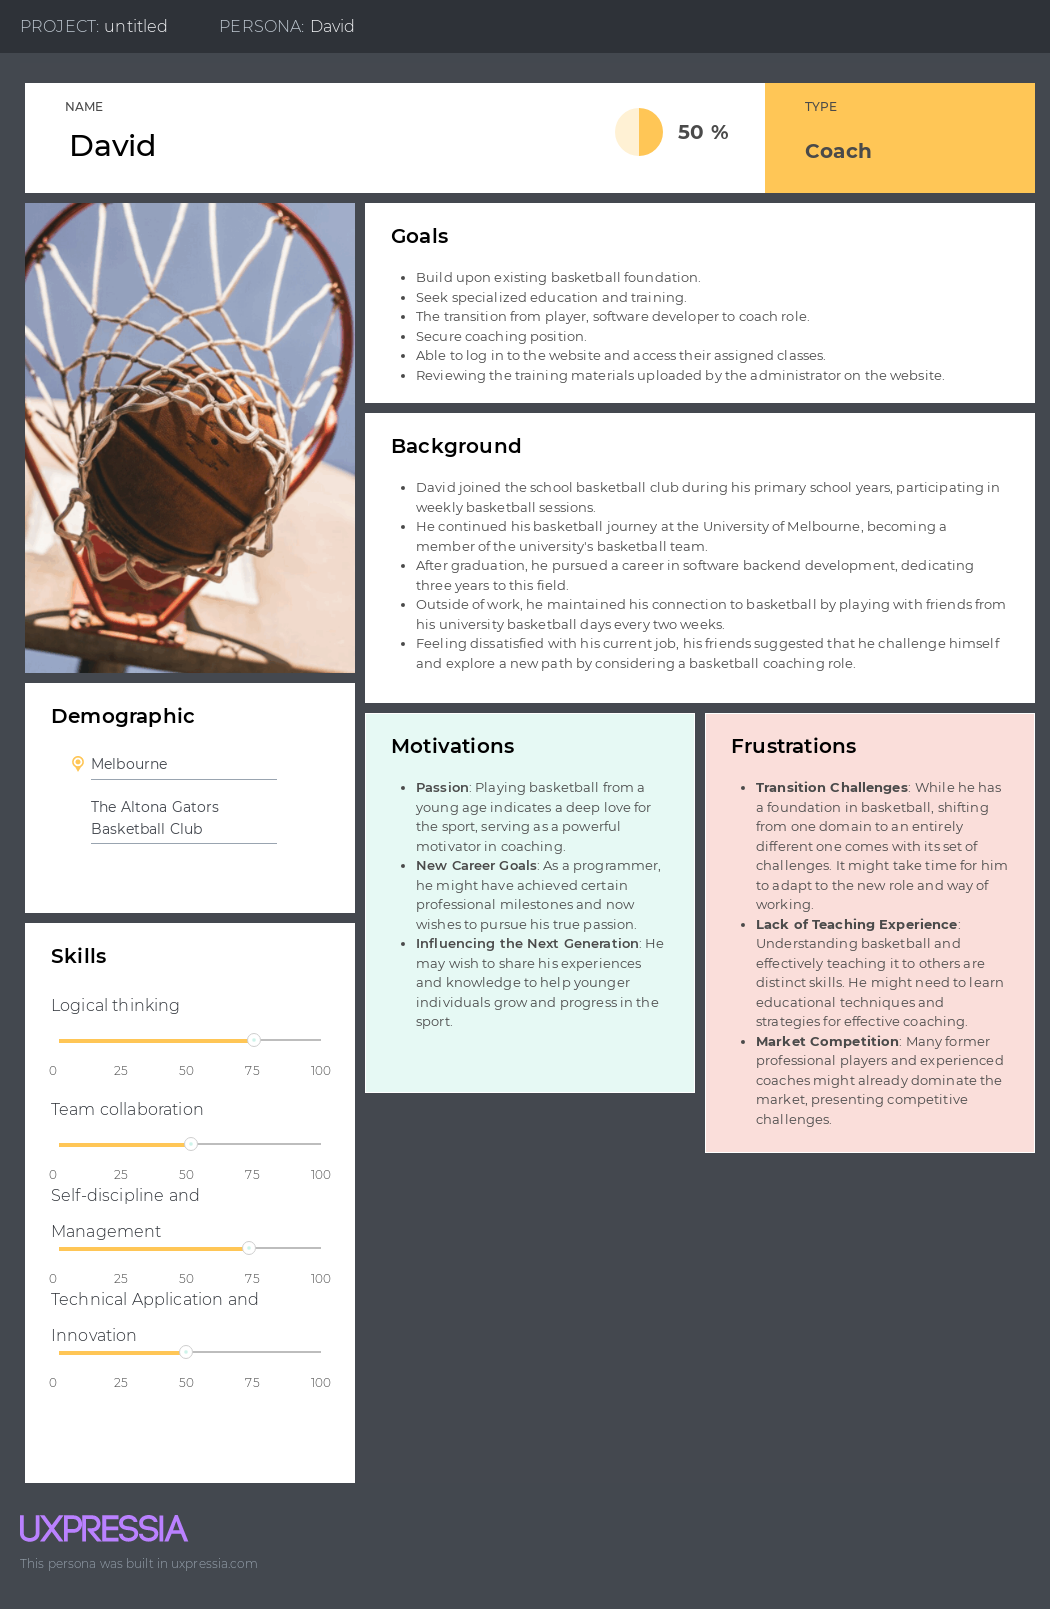 PROJECT: untitled PERSONA: David
NAME
David
50 %
TYPE
Coach
Goals
• Build upon existing basketball foundation.
• Seek specialized education and training.
• The transition from player, software developer to coach role.
• Secure coaching position.
• Able to log in to the website and access their assigned classes.
• Reviewing the training materials uploaded by the administrator on the website.
Background
• David joined the school basketball club during his primary school years, participating in
weekly basketball sessions.
• He continued his basketball journey at the University of Melbourne, becoming a
member of the university's basketball team.
• After graduation, he pursued a career in software backend development, dedicating
three years to this field.
• Outside of work, he maintained his connection to basketball by playing with friends from
his university basketball days every two weeks.
• Feeling dissatisfied with his current job, his friends suggested that he challenge himself
and explore a new path by considering a basketball coaching role.
Demographic
Melbourne
The Altona Gators
Basketball Club
Motivations
• Passion: Playing basketball from a
young age indicates a deep love for
the sport, serving as a powerful
motivator in coaching.
• New Career Goals: As a programmer,
he might have achieved certain
professional milestones and now
wishes to pursue his true passion.
• Influencing the Next Generation: He
may wish to share his experiences
and knowledge to help younger
individuals grow and progress in the
sport.
Frustrations
• Transition Challenges: While he has
a foundation in basketball, shifting
from one domain to an entirely
different one comes with its set of
challenges. It might take time for him
to adapt to the new role and way of
working.
• Lack of Teaching Experience:
Understanding basketball and
effectively teaching it to others are
distinct skills. He might need to learn
educational techniques and
strategies for effective coaching.
• Market Competition: Many former
professional players and experienced
coaches might already dominate the
market, presenting competitive
challenges.
Skills
Logical thinking
0 25 50 75 100
Team collaboration
0 25 50 75 100
Self-discipline and
Management
0 25 50 75 100
Technical Application and
Innovation
0 25 50 75 100
UXPRESSIA
This persona was built in uxpressia.com